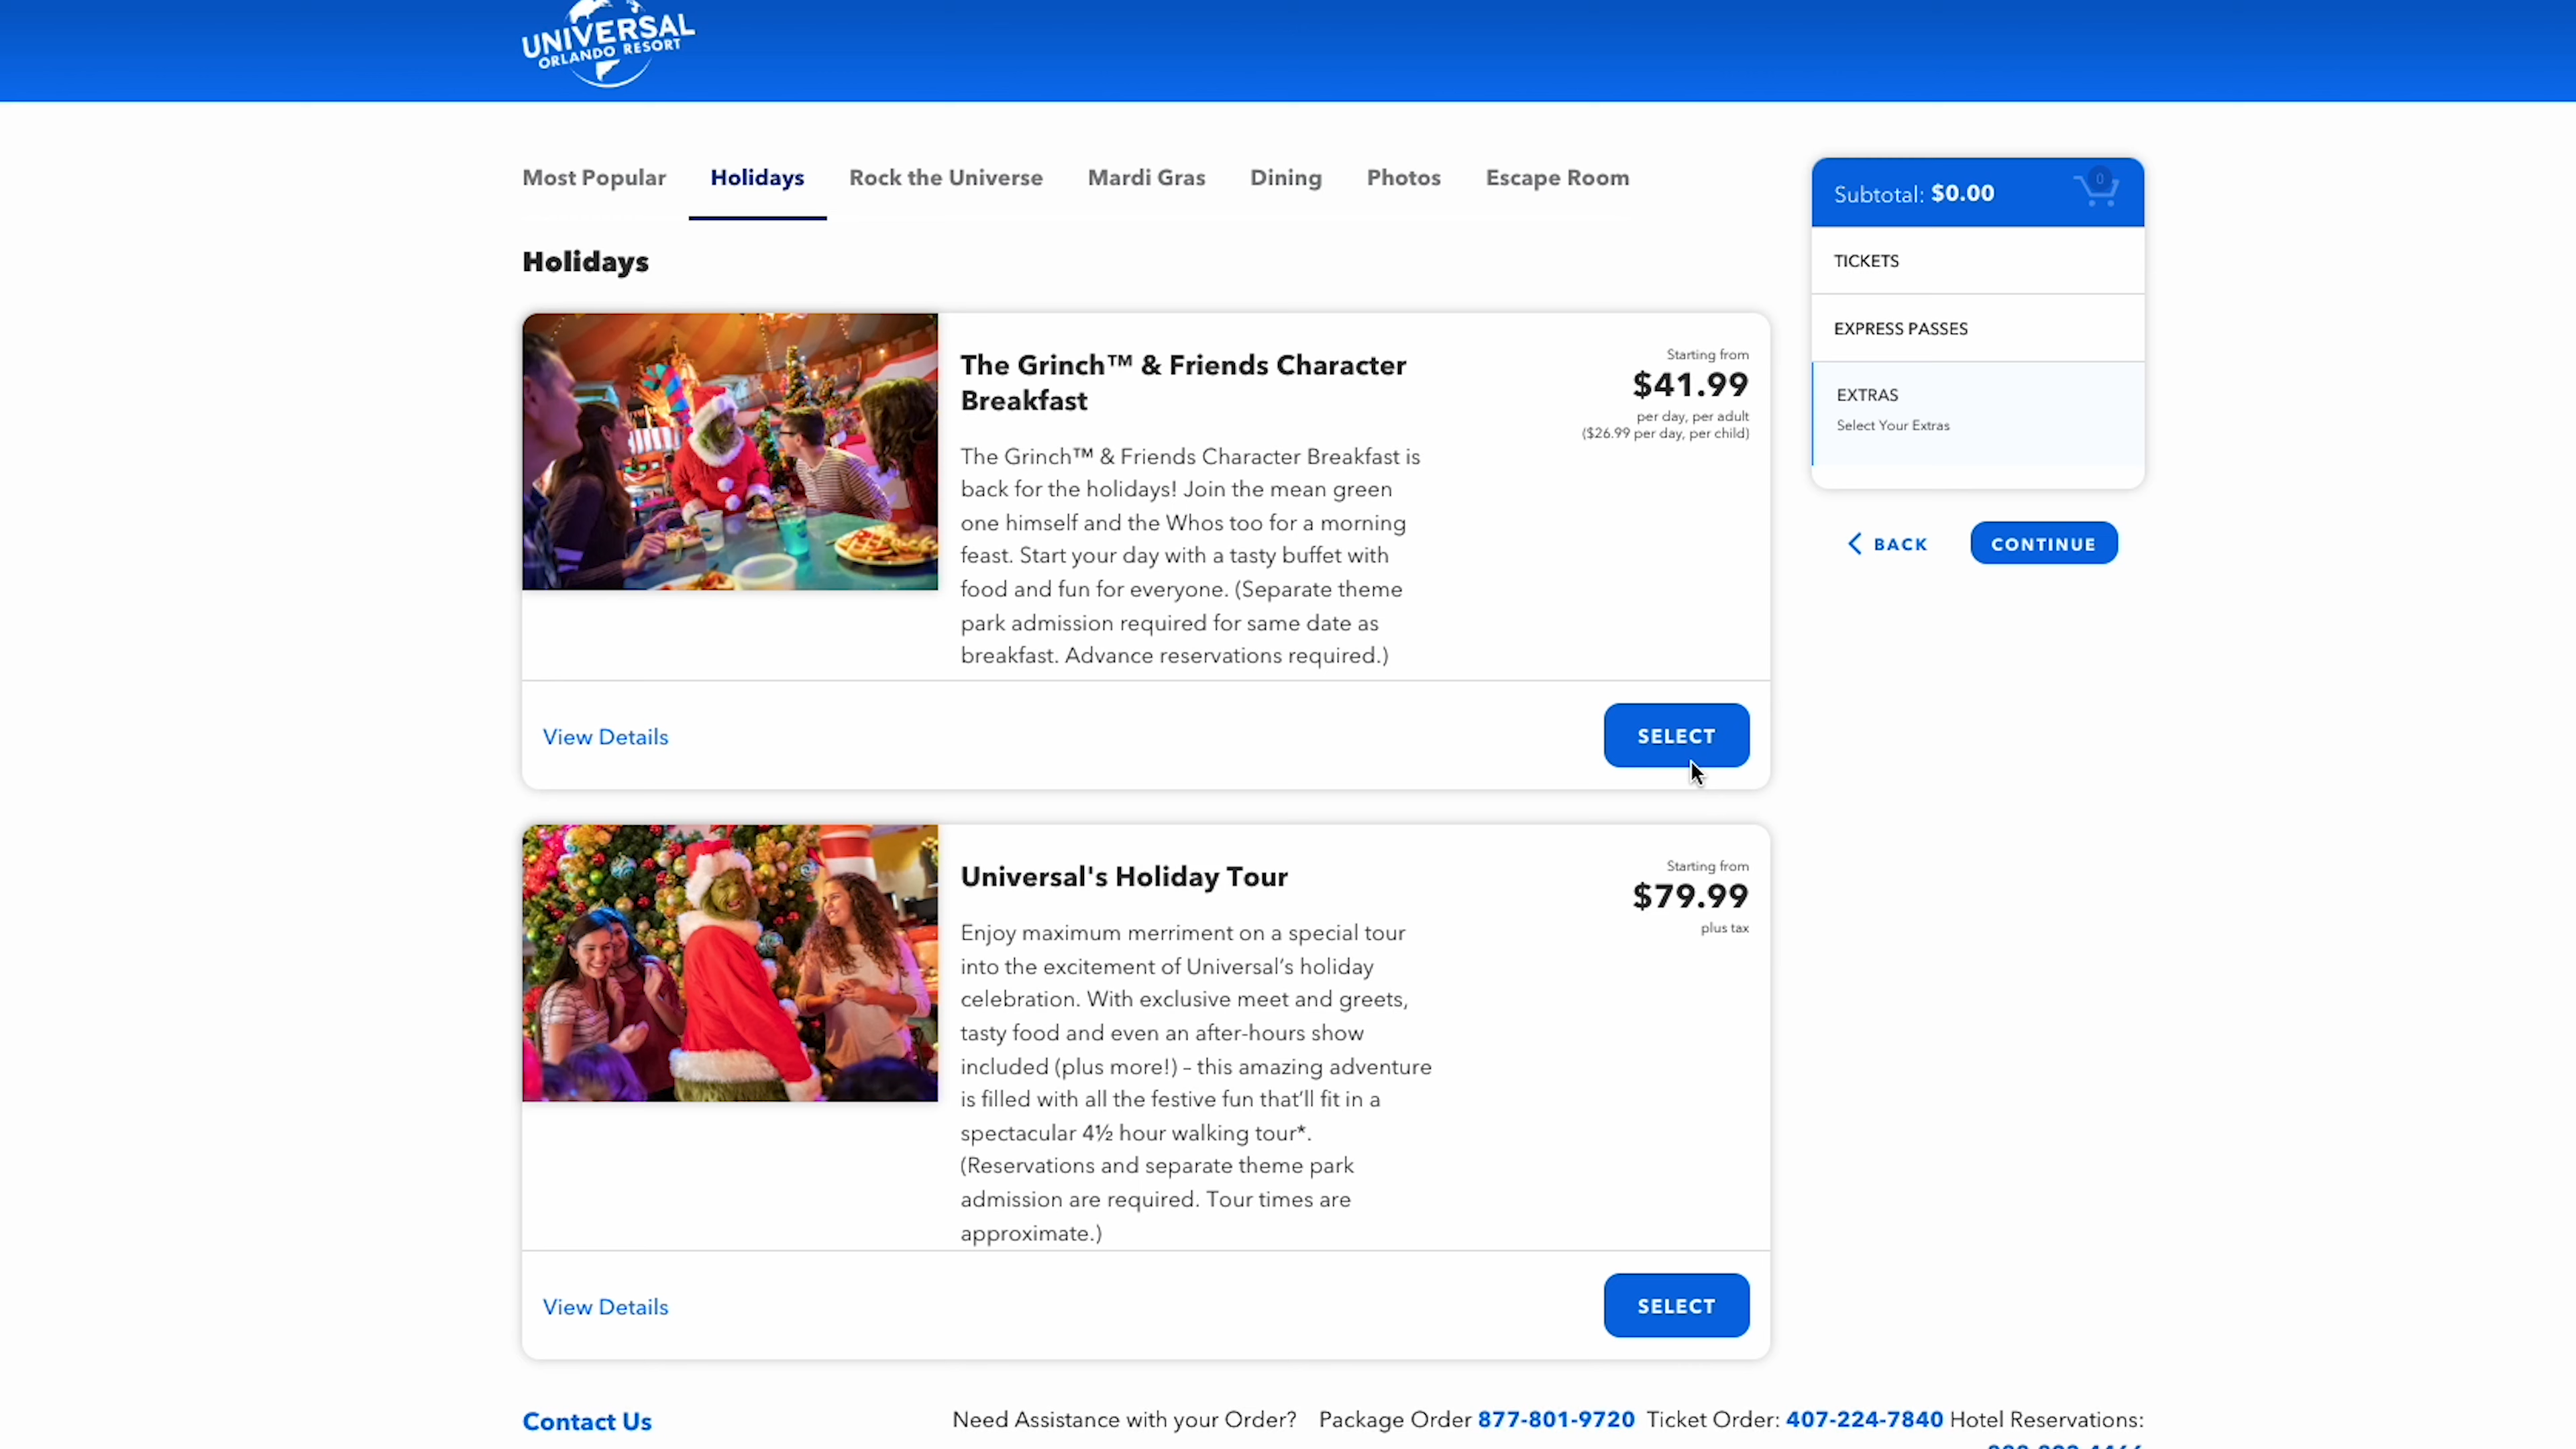 UNIVERSAL
ORLANDO RESORT
Most Popular Holidays Rock the Universe Mardi Gras Dining Photos Escape Room
Holidays
The Grinch™ & Friends Character
Breakfast
The Grinch™ & Friends Character Breakfast is
back for the holidays! Join the mean green
one himself and the Whos too for a morning
feast. Start your day with a tasty buffet with
food and fun for everyone. (Separate theme
park admission required for same date as
breakfast. Advance reservations required.)
Starting from
$41.99
per day, per adult
($26.99 per day, per child)
View Details
SELECT
Universal's Holiday Tour
Enjoy maximum merriment on a special tour
into the excitement of Universal’s holiday
celebration. With exclusive meet and greets,
tasty food and even an after-hours show
included (plus more!) – this amazing adventure
is filled with all the festive fun that’ll fit in a
spectacular 4½ hour walking tour*.
(Reservations and separate theme park
admission are required. Tour times are
approximate.)
Starting from
$79.99
plus tax
View Details
SELECT
Subtotal: $0.00
0
TICKETS
EXPRESS PASSES
EXTRAS
Select Your Extras
BACK
CONTINUE
Contact Us
Need Assistance with your Order? Package Order 877-801-9720 Ticket Order: 407-224-7840 Hotel Reservations: